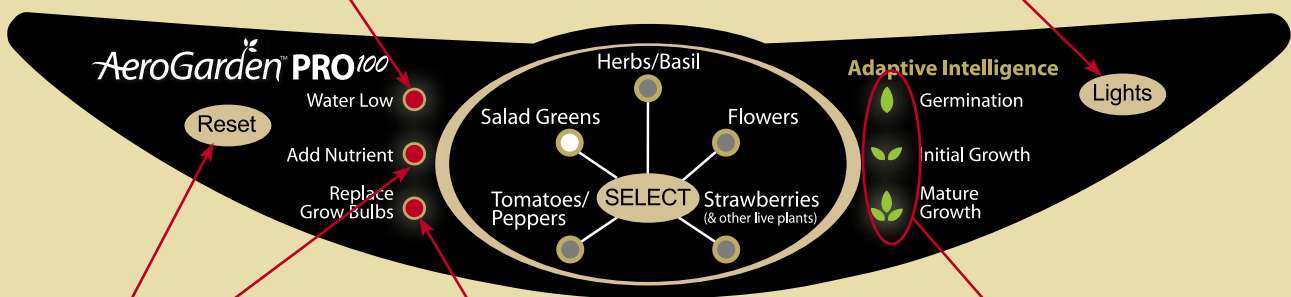 AeroGarden™ PRO100
Water Low
Reset
Add Nutrient
Replace
Grow Bulbs
Herbs/Basil
Salad Greens
Flowers
SELECT
Tomatoes/
Peppers
Strawberries
(& other live plants)
Adaptive Intelligence
Germination
Initial Growth
Mature
Growth
Lights